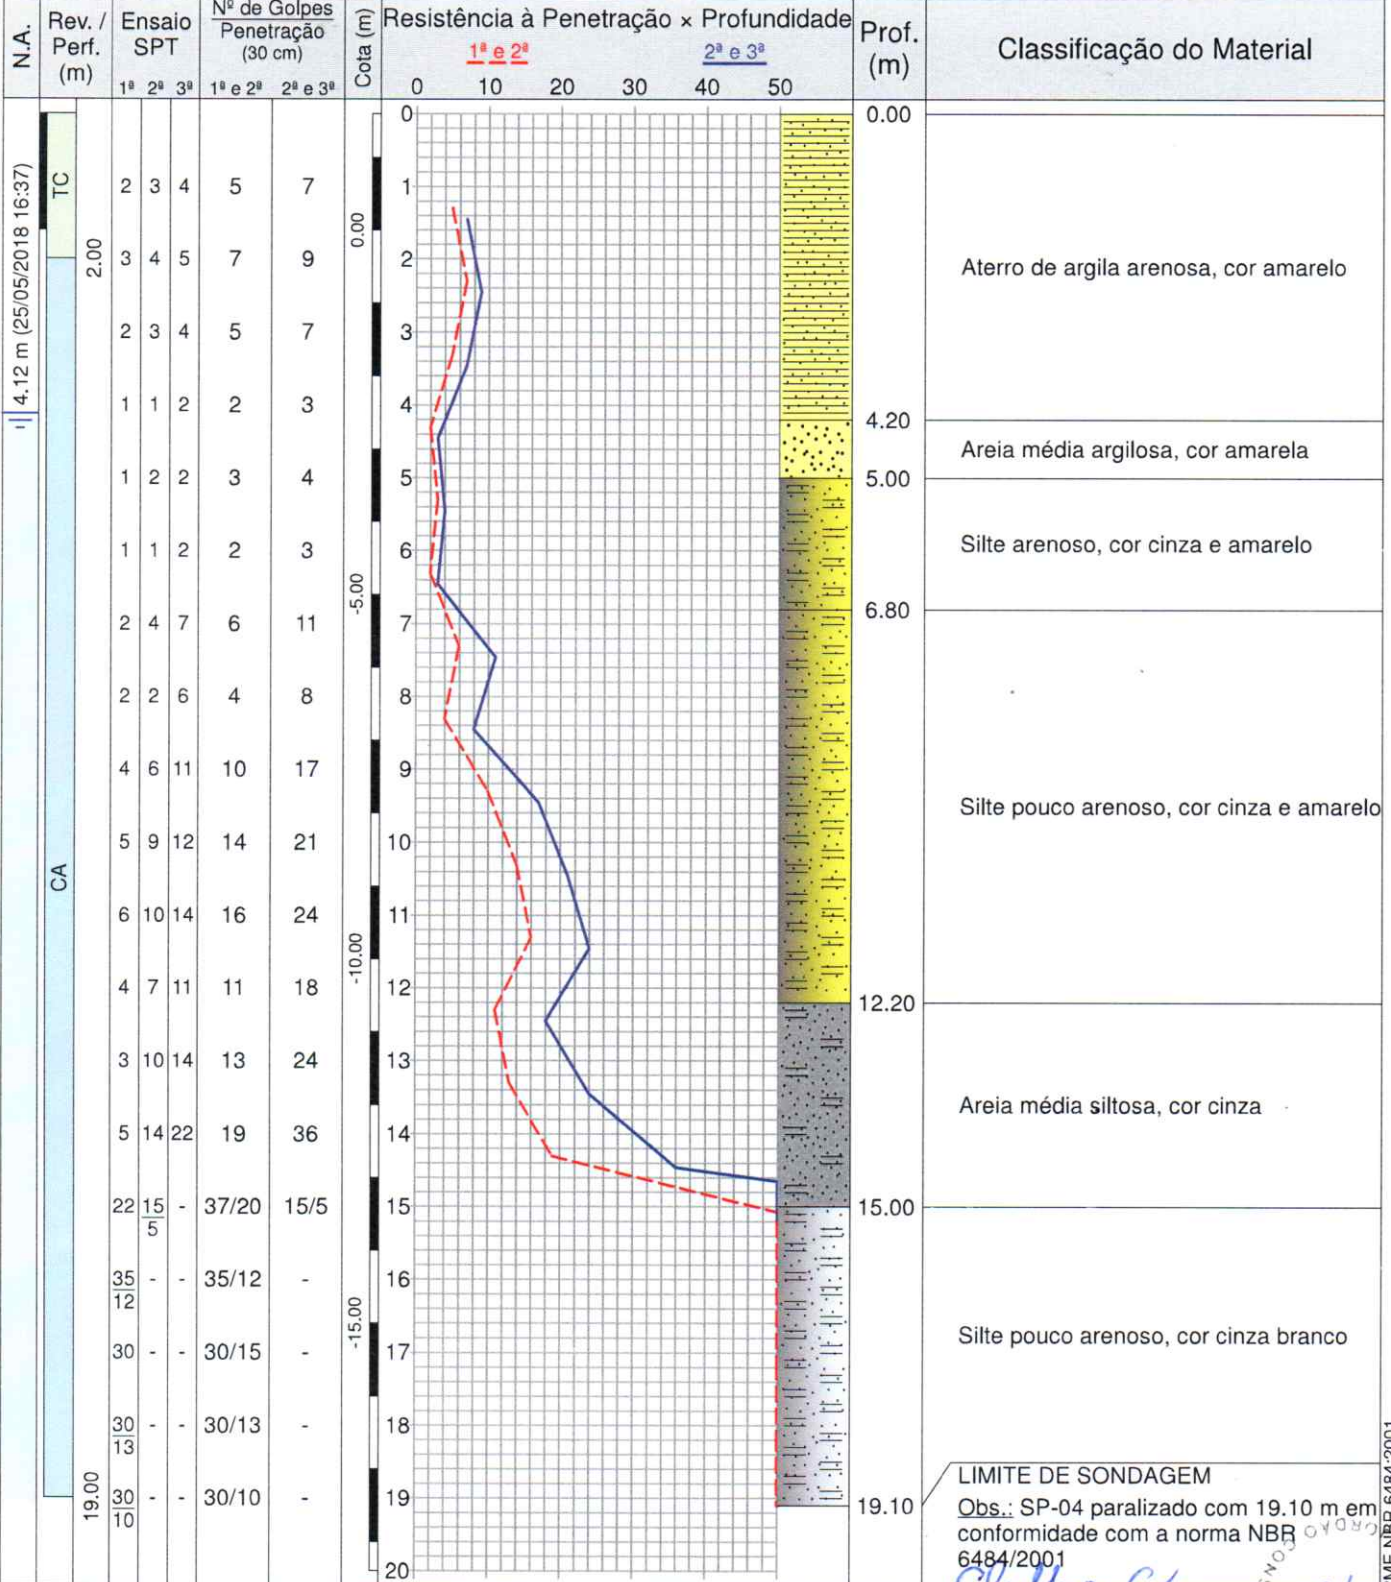 N.A.
Rev. / Perf. (m)
Ensaio SPT
1ª 2ª 3ª
Nº de Golpes
Penetração
(30 cm)
1ª e 2ª 2ª e 3ª
Cota (m)
Resistência à Penetração × Profundidade
1ª e 2ª 2ª e 3ª
0 10 20 30 40 50
Prof. (m)
Classificação do Material
4.12 m (25/05/2018 16:37)
TC
2.00
CA
19.00
2 3 4 5 7
3 4 5 7 9
2 3 4 5 7
1 1 2 2 3
1 2 2 3 4
1 1 2 2 3
2 4 7 6 11
2 2 6 4 8
4 6 11 10 17
5 9 12 14 21
6 10 14 16 24
4 7 11 11 18
3 10 14 13 24
5 14 22 19 36
22 15/5 - 37/20 15/5
35/12 - - 35/12 -
30 - - 30/15 -
30/13 - - 30/13 -
30/10 - - 30/10 -
0.00
-5.00
-10.00
-15.00
0
1
2
3
4
5
6
7
8
9
10
11
12
13
14
15
16
17
18
19
20
0.00
Aterro de argila arenosa, cor amarelo
4.20
Areia média argilosa, cor amarela
5.00
Silte arenoso, cor cinza e amarelo
6.80
Silte pouco arenoso, cor cinza e amarelo
12.20
Areia média siltosa, cor cinza
15.00
Silte pouco arenoso, cor cinza branco
19.10
LIMITE DE SONDAGEM
Obs.: SP-04 paralizado com 19.10 m em
conformidade com a norma NBR
6484/2001
NBR 6484:2001